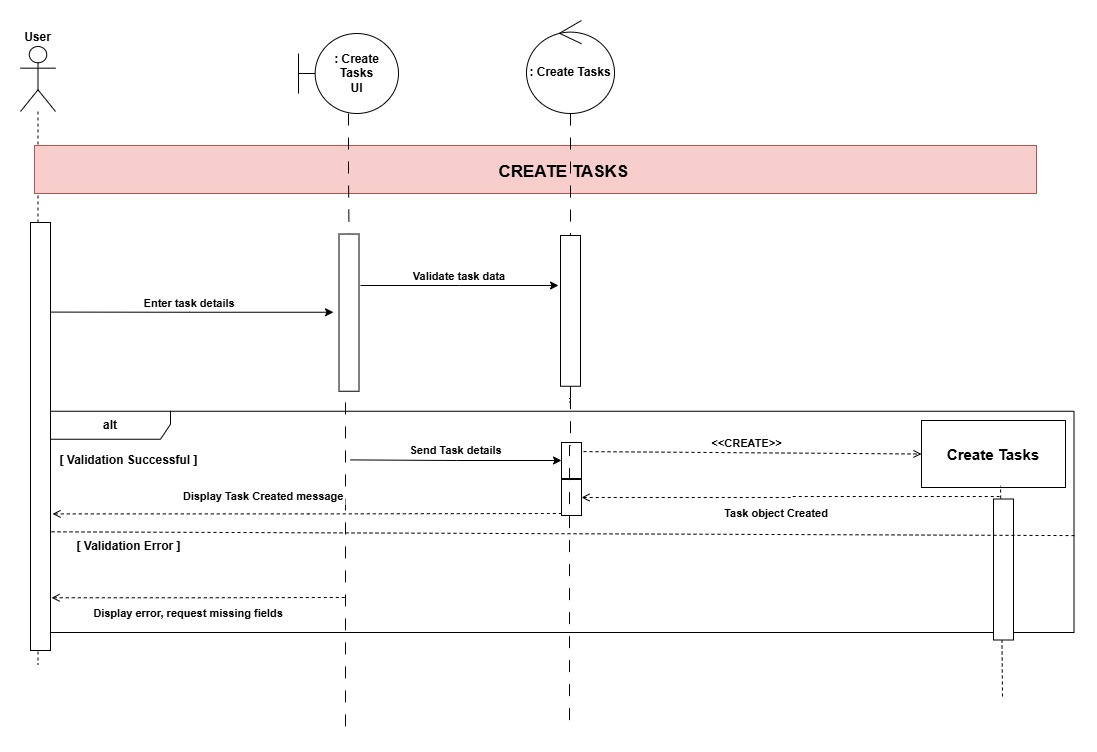 User
: Create
Tasks
UI
: Create Tasks
CREATE TASKS
Validate task data
Enter task details
alt
[ Validation Successful ]
Send Task details
<<CREATE>>
Create Tasks
Display Task Created message
Task object Created
[ Validation Error ]
Display error, request missing fields